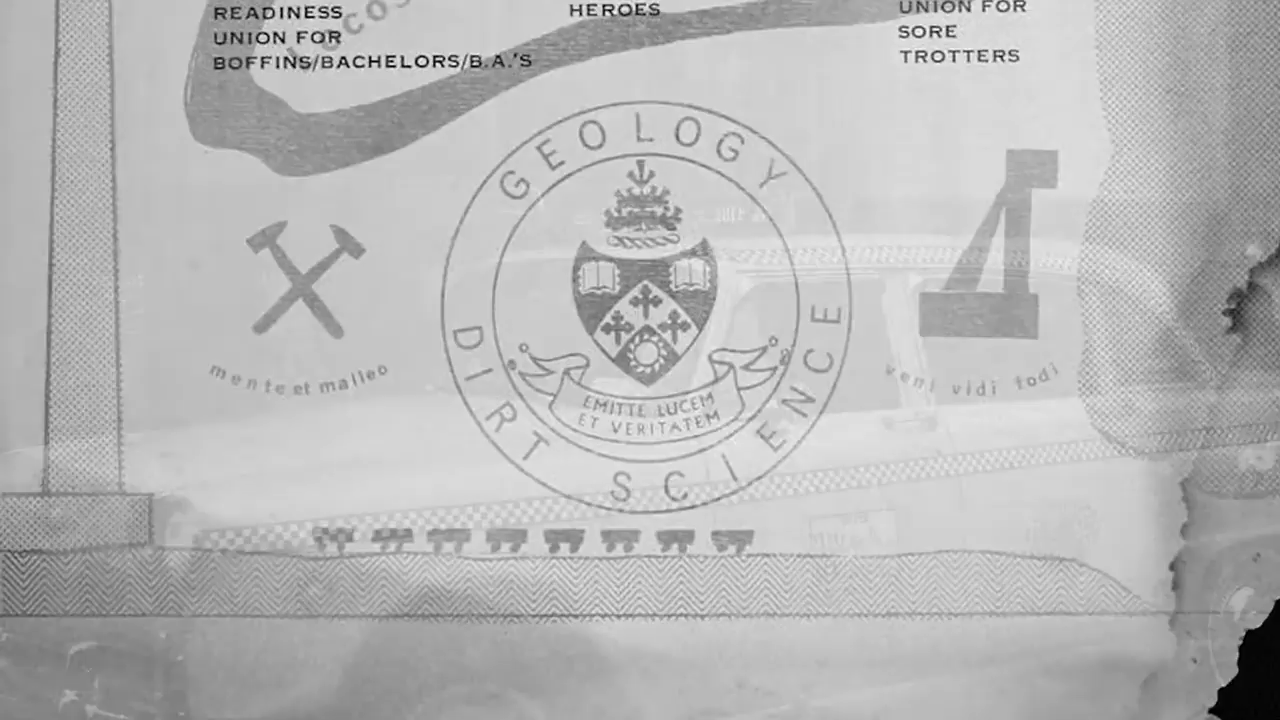 READINESS
UNION FOR
BOFFINS/BACHELORS/B.A.'S
HEROES
UNION FOR
SORE
TROTTERS
GEOLOGY
DIRT SCIENCE
EMITTE LUCEM
ET VERITATEM
mente et malleo
veni vidi fodi